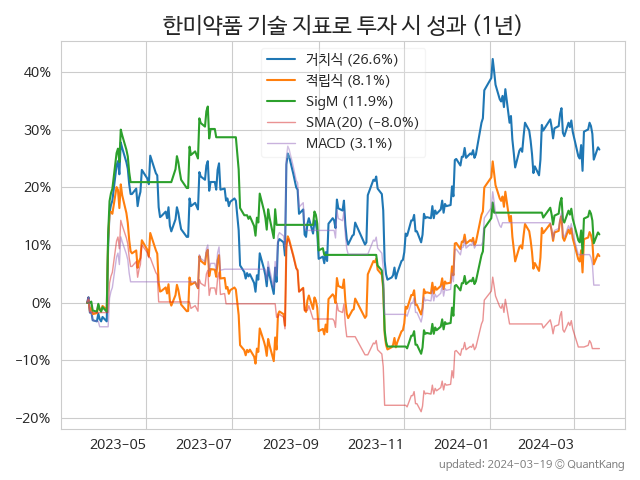 한미약품 기술 지표로 투자 시 성과 (1년)
거치식 (26.6%)
적립식 (8.1%)
SigM (11.9%)
SMA(20) (−8.0%)
MACD (3.1%)
40%
30%
20%
10%
0%
−10%
−20%
2023-05 2023-07 2023-09 2023-11 2024-01 2024-03
updated: 2024-03-19 © QuantKang